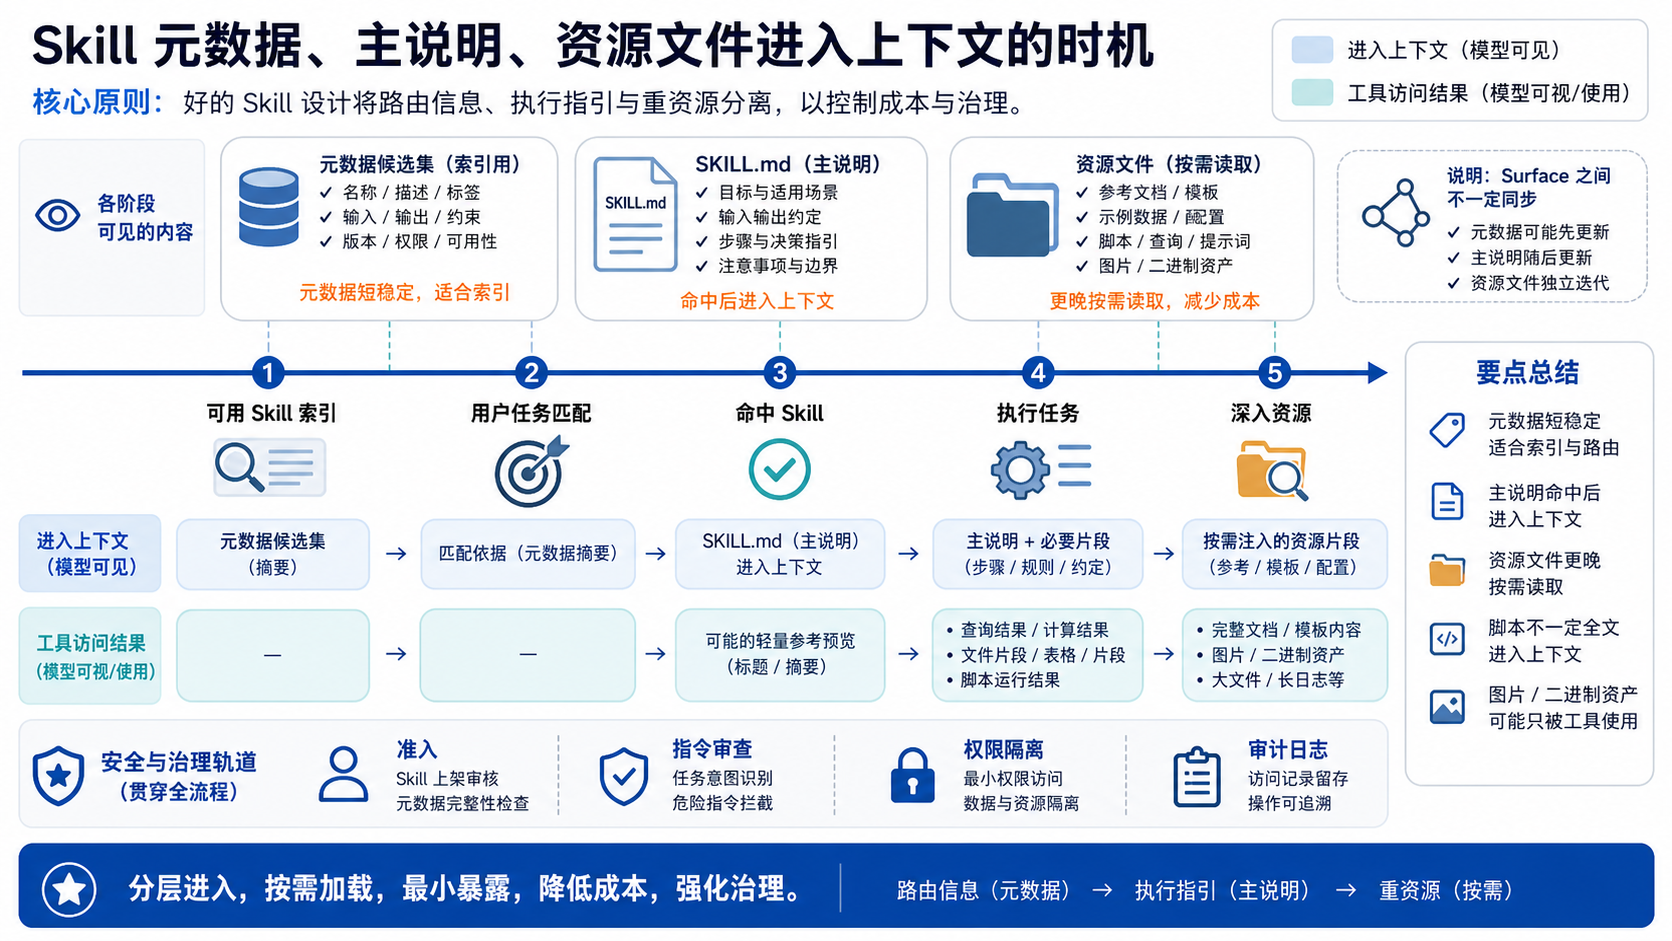 Skill 元数据、主说明、资源文件进入上下文的时机
核心原则：好的 Skill 设计将路由信息、执行指引与重资源分离，以控制成本与治理。
进入上下文（模型可见）
工具访问结果（模型可视/使用）
各阶段
可见的内容
元数据候选集（索引用）
✓ 名称 / 描述 / 标签
✓ 输入 / 输出 / 约束
✓ 版本 / 权限 / 可用性
元数据短稳定，适合索引
SKILL.md
SKILL.md（主说明）
✓ 目标与适用场景
✓ 输入输出约定
✓ 步骤与决策指引
✓ 注意事项与边界
命中后进入上下文
资源文件（按需读取）
✓ 参考文档 / 模板
✓ 示例数据 / 配置
✓ 脚本 / 查询 / 提示词
✓ 图片 / 二进制资产
更晚按需读取，减少成本
说明：Surface 之间
不一定同步
✓ 元数据可能先更新
✓ 主说明随后更新
✓ 资源文件独立迭代
1
2
3
4
5
可用 Skill 索引
用户任务匹配
命中 Skill
执行任务
深入资源
进入上下文
（模型可见）
元数据候选集
（摘要）
→
匹配依据（元数据摘要）
→
SKILL.md（主说明）
进入上下文
→
主说明 + 必要片段
（步骤 / 规则 / 约定）
→
按需注入的资源片段
（参考 / 模板 / 配置）
工具访问结果
（模型可视/使用）
—
→
—
→
可能的轻量参考预览
（标题 / 摘要）
→
• 查询结果 / 计算结果
• 文件片段 / 表格 / 片段
• 脚本运行结果
→
• 完整文档 / 模板内容
• 图片 / 二进制资产
• 大文件 / 长日志等
要点总结
元数据短稳定
适合索引与路由
主说明命中后
进入上下文
资源文件更晚
按需读取
</>
脚本不一定全文
进入上下文
图片 / 二进制资产
可能只被工具使用
安全与治理轨道
（贯穿全流程）
准入
Skill 上架审核
元数据完整性检查
指令审查
任务意图识别
危险指令拦截
权限隔离
最小权限访问
数据与资源隔离
审计日志
访问记录留存
操作可追溯
分层进入，按需加载，最小暴露，降低成本，强化治理。
路由信息（元数据） → 执行指引（主说明） → 重资源（按需）